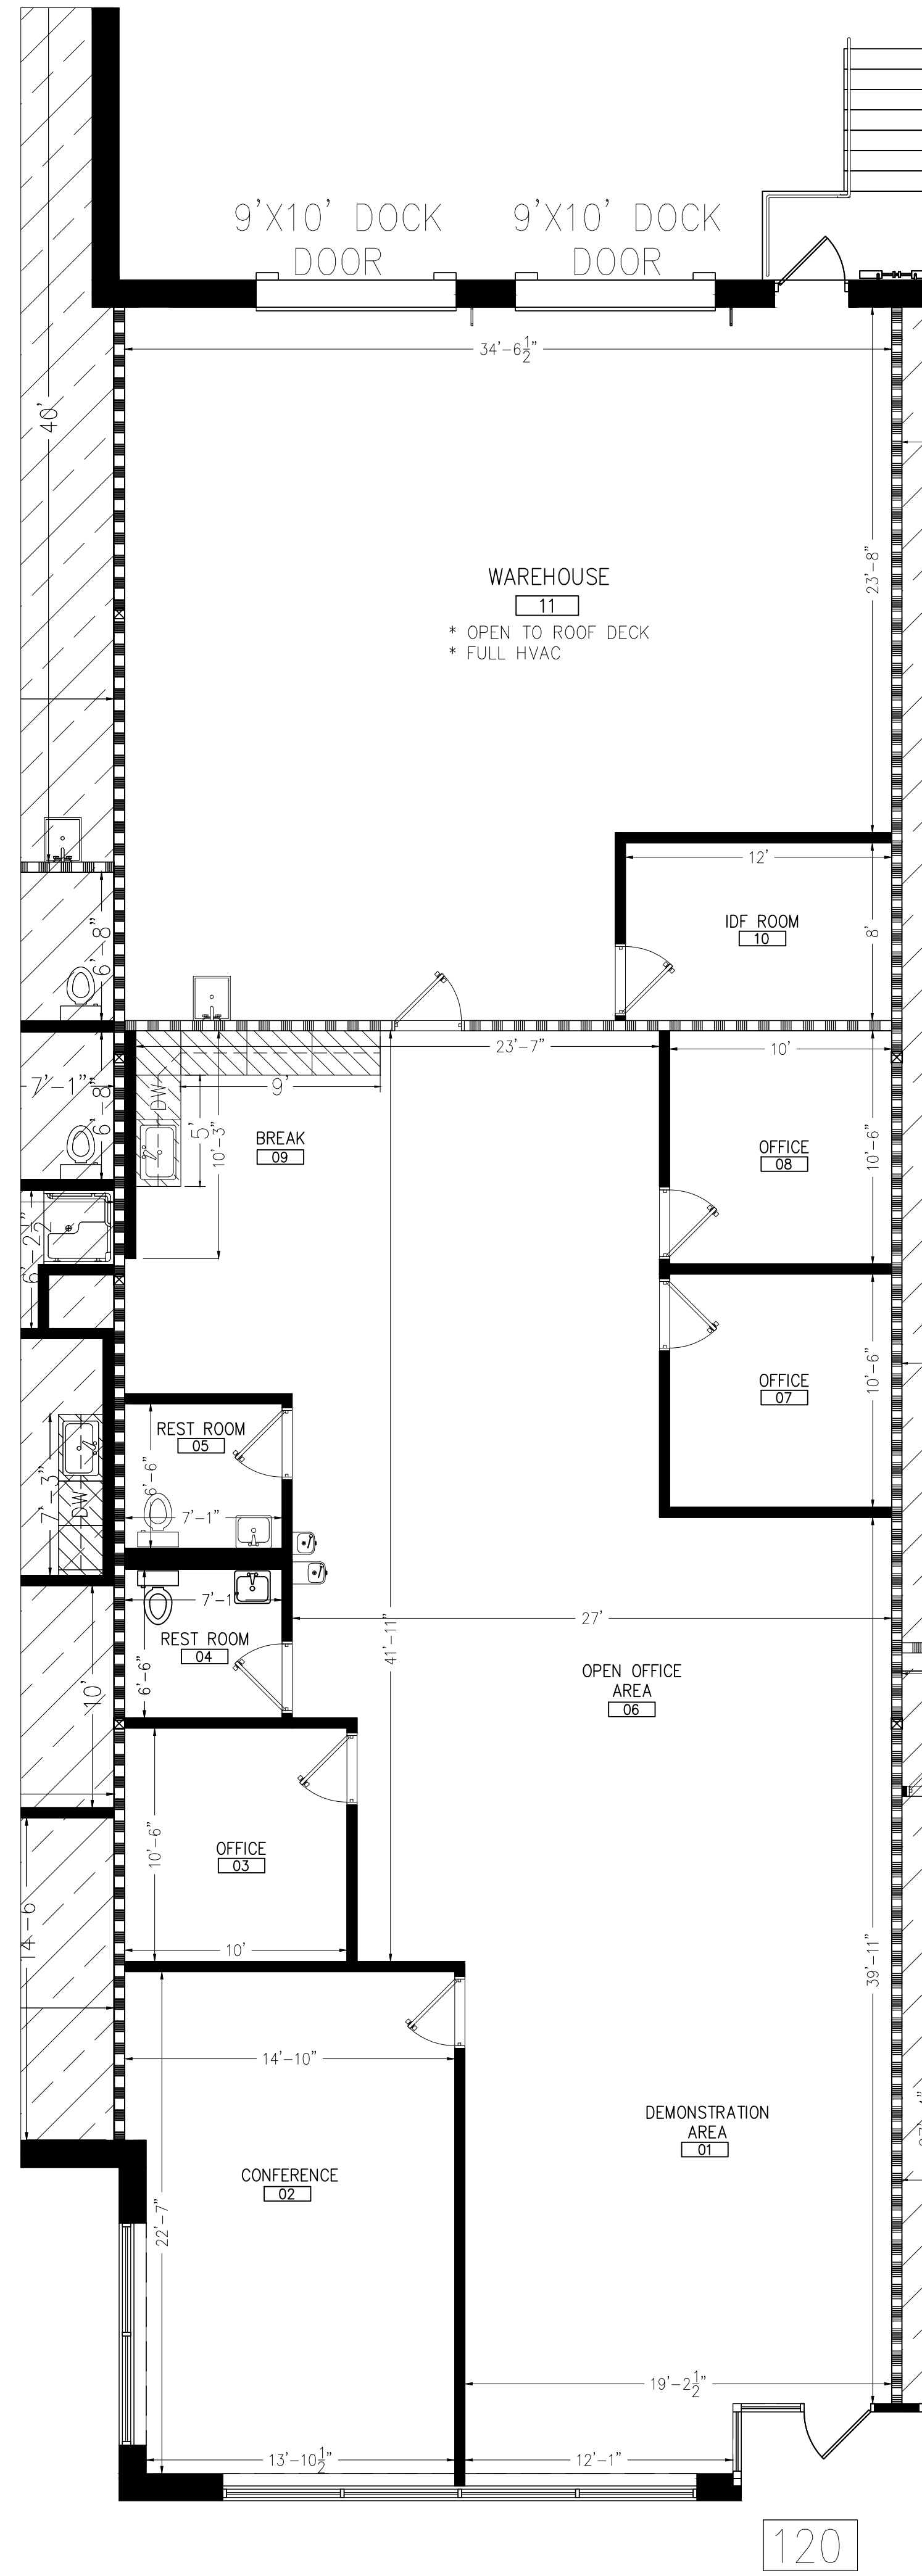 9'X10' DOCK
DOOR
9'X10' DOCK
DOOR
34'-6½"
40'
23'-8"
WAREHOUSE
11
* OPEN TO ROOF DECK
* FULL HVAC
12'
IDF ROOM
10
8'
6'-8"
23'-7"
10'
7'-1"
6'-8"
DW
9'
5'
10'-3"
BREAK
09
OFFICE
08
10'-6"
OFFICE
07
10'-6"
REST ROOM
05
6'-6"
7'-1"
7'-3"
DW
7'-1
REST ROOM
04
6'-6"
27'
41'-11"
OPEN OFFICE
AREA
06
10'
10'-6"
OFFICE
03
10'
14'-6
39'-11"
14'-10"
DEMONSTRATION
AREA
01
CONFERENCE
02
22'-7"
19'-2½"
13'-10½"
12'-1"
120